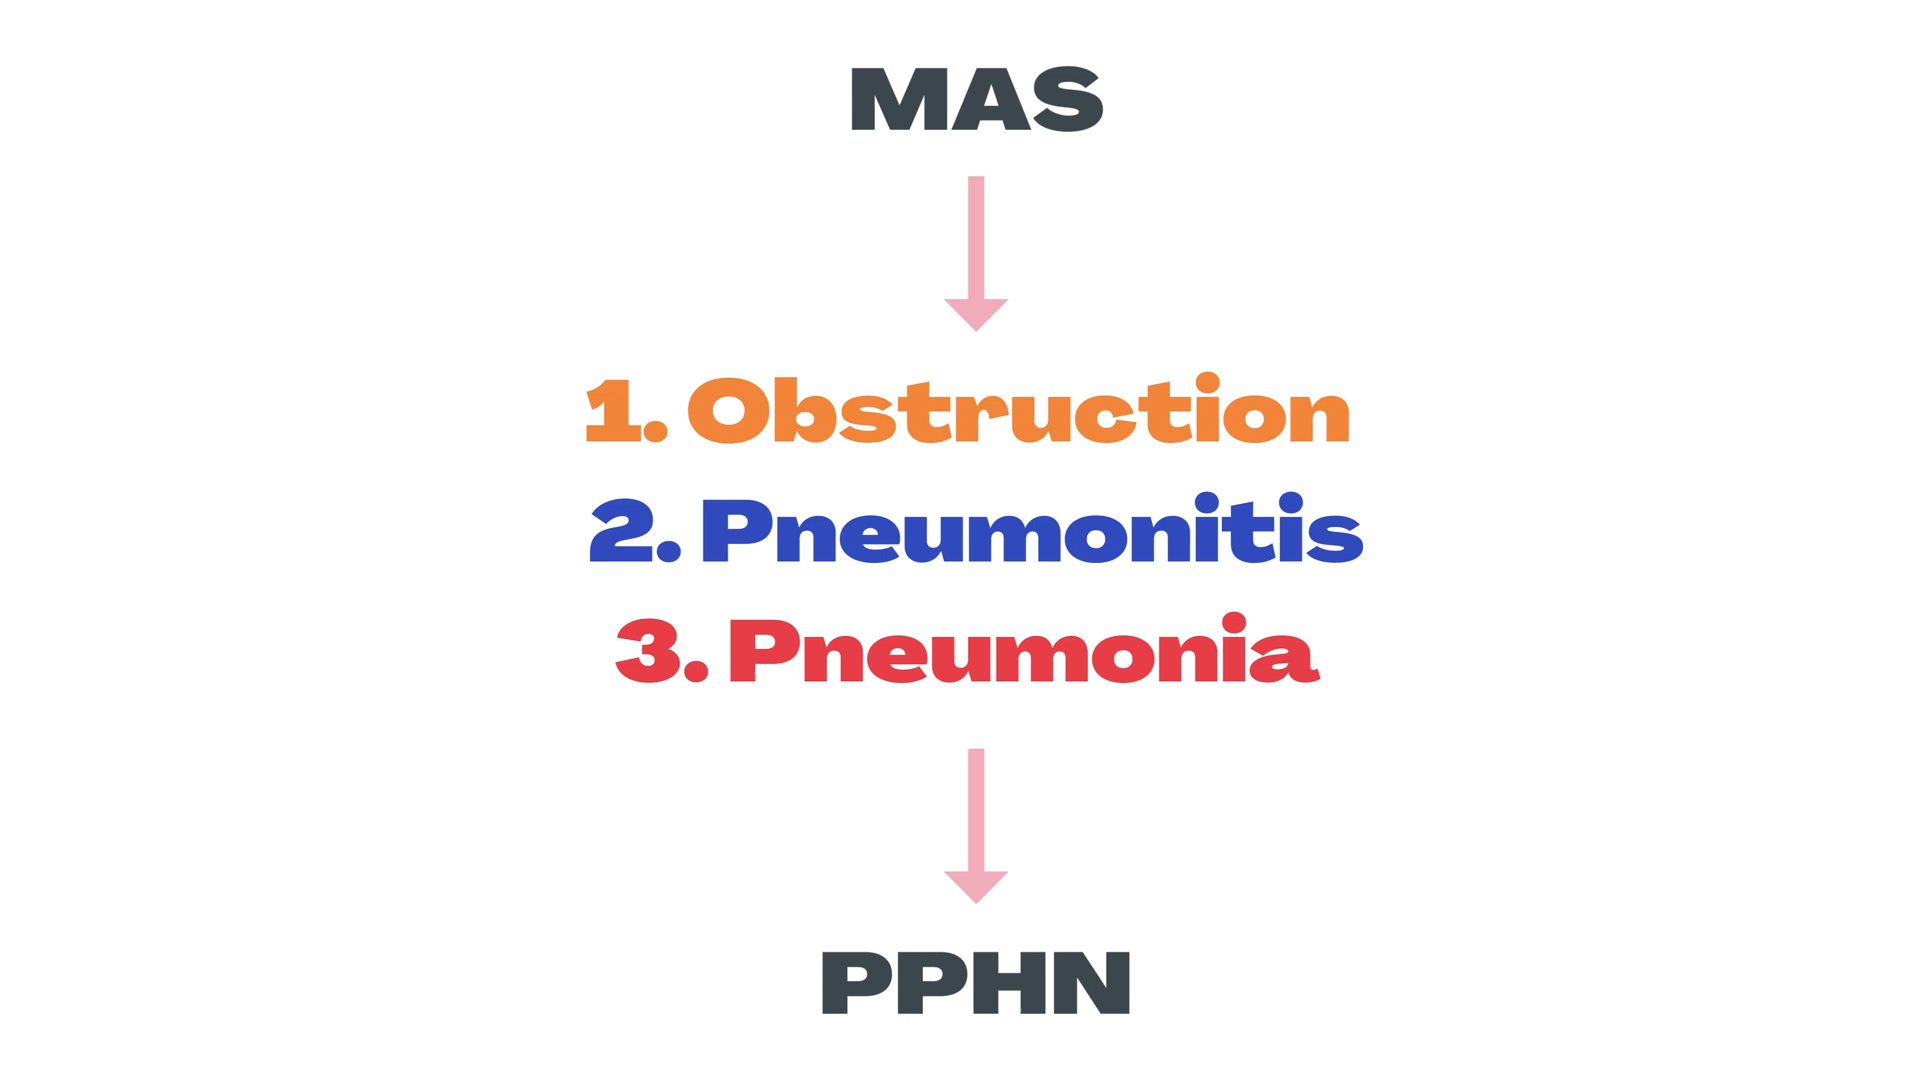 MAS
1. Obstruction
2. Pneumonitis
3. Pneumonia
PPHN